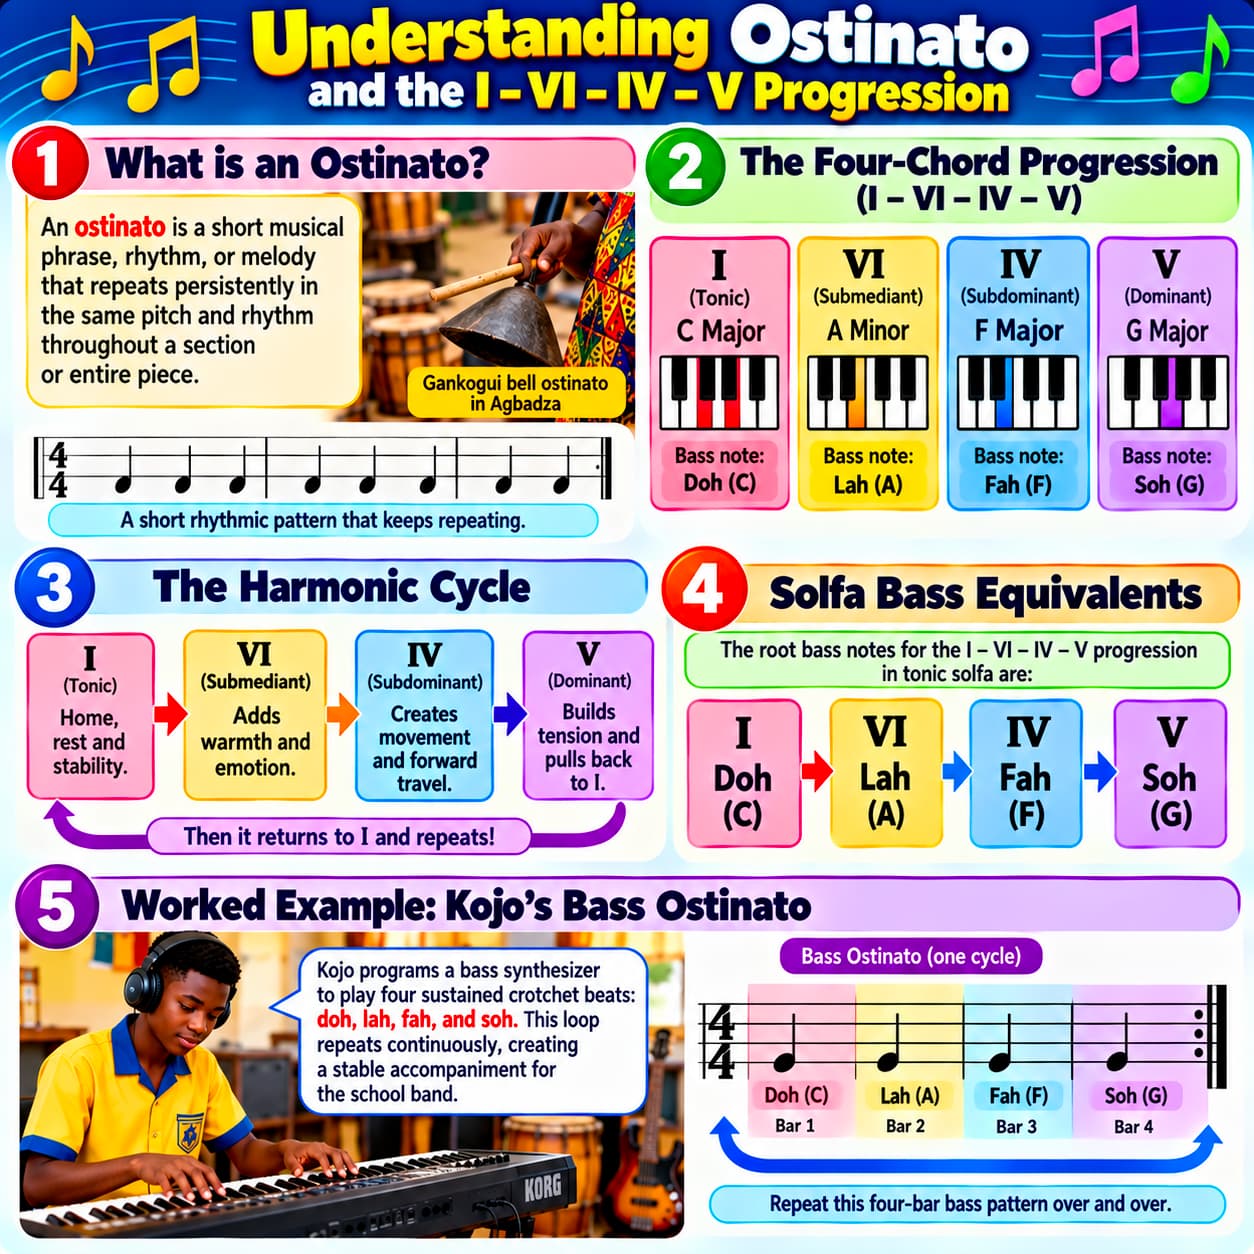 Understanding Ostinato
and the I – VI – IV – V Progression
1 What is an Ostinato?
An ostinato is a short musical
phrase, rhythm, or melody
that repeats persistently in
the same pitch and rhythm
throughout a section
or entire piece.
Gankogui bell ostinato
in Agbadza
4
4
A short rhythmic pattern that keeps repeating.
2 The Four-Chord Progression
(I – VI – IV – V)
I
(Tonic)
C Major
Bass note:
Doh (C)
VI
(Submediant)
A Minor
Bass note:
Lah (A)
IV
(Subdominant)
F Major
Bass note:
Fah (F)
V
(Dominant)
G Major
Bass note:
Soh (G)
3 The Harmonic Cycle
I
(Tonic)
Home,
rest and
stability.
VI
(Submediant)
Adds
warmth and
emotion.
IV
(Subdominant)
Creates
movement
and forward
travel.
V
(Dominant)
Builds
tension and
pulls back
to I.
Then it returns to I and repeats!
4 Solfa Bass Equivalents
The root bass notes for the I – VI – IV – V progression
in tonic solfa are:
I
Doh
(C)
VI
Lah
(A)
IV
Fah
(F)
V
Soh
(G)
5 Worked Example: Kojo's Bass Ostinato
Kojo programs a bass synthesizer
to play four sustained crotchet beats:
doh, lah, fah, and soh. This loop
repeats continuously, creating
a stable accompaniment for
the school band.
KORG
Bass Ostinato (one cycle)
4
4
Doh (C) Lah (A) Fah (F) Soh (G)
Bar 1 Bar 2 Bar 3 Bar 4
Repeat this four-bar bass pattern over and over.